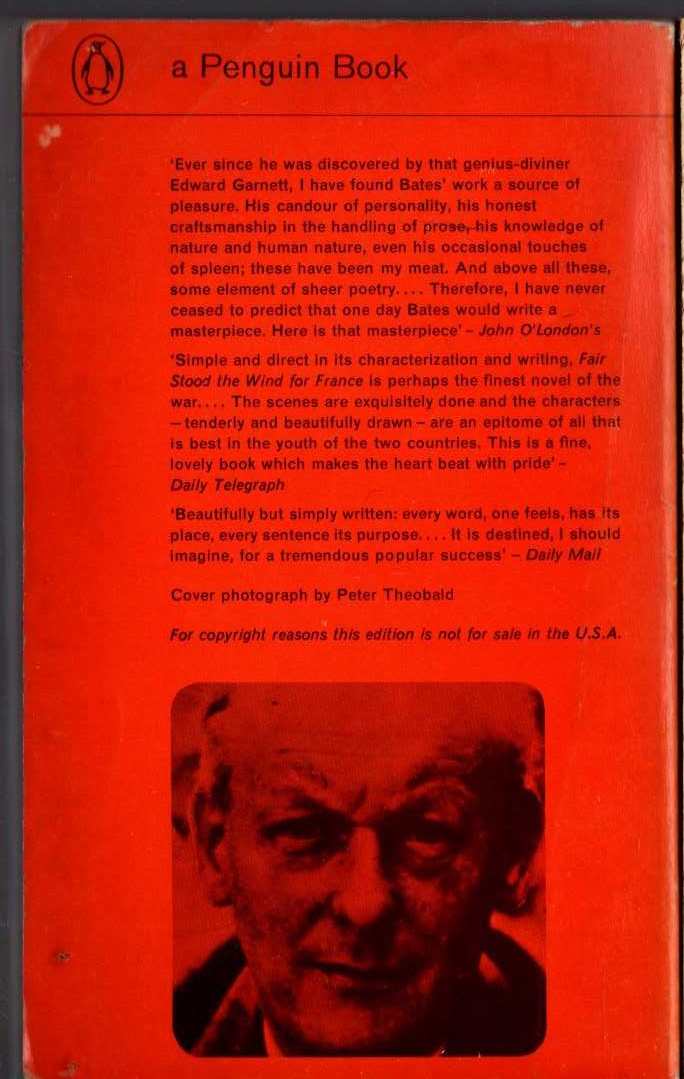 a Penguin Book
'Ever since he was discovered by that genius-diviner
Edward Garnett, I have found Bates' work a source of
pleasure. His candour of personality, his honest
craftsmanship in the handling of prose, his knowledge of
nature and human nature, even his occasional touches
of spleen; these have been my meat. And above all these,
some element of sheer poetry.... Therefore, I have never
ceased to predict that one day Bates would write a
masterpiece. Here is that masterpiece' – John O'London's
'Simple and direct in its characterization and writing, Fair
Stood the Wind for France is perhaps the finest novel of the
war.... The scenes are exquisitely done and the characters
– tenderly and beautifully drawn – are an epitome of all that
is best in the youth of the two countries. This is a fine,
lovely book which makes the heart beat with pride' –
Daily Telegraph
'Beautifully but simply written: every word, one feels, has its
place, every sentence its purpose.... It is destined, I should
imagine, for a tremendous popular success' – Daily Mail
Cover photograph by Peter Theobald
For copyright reasons this edition is not for sale in the U.S.A.